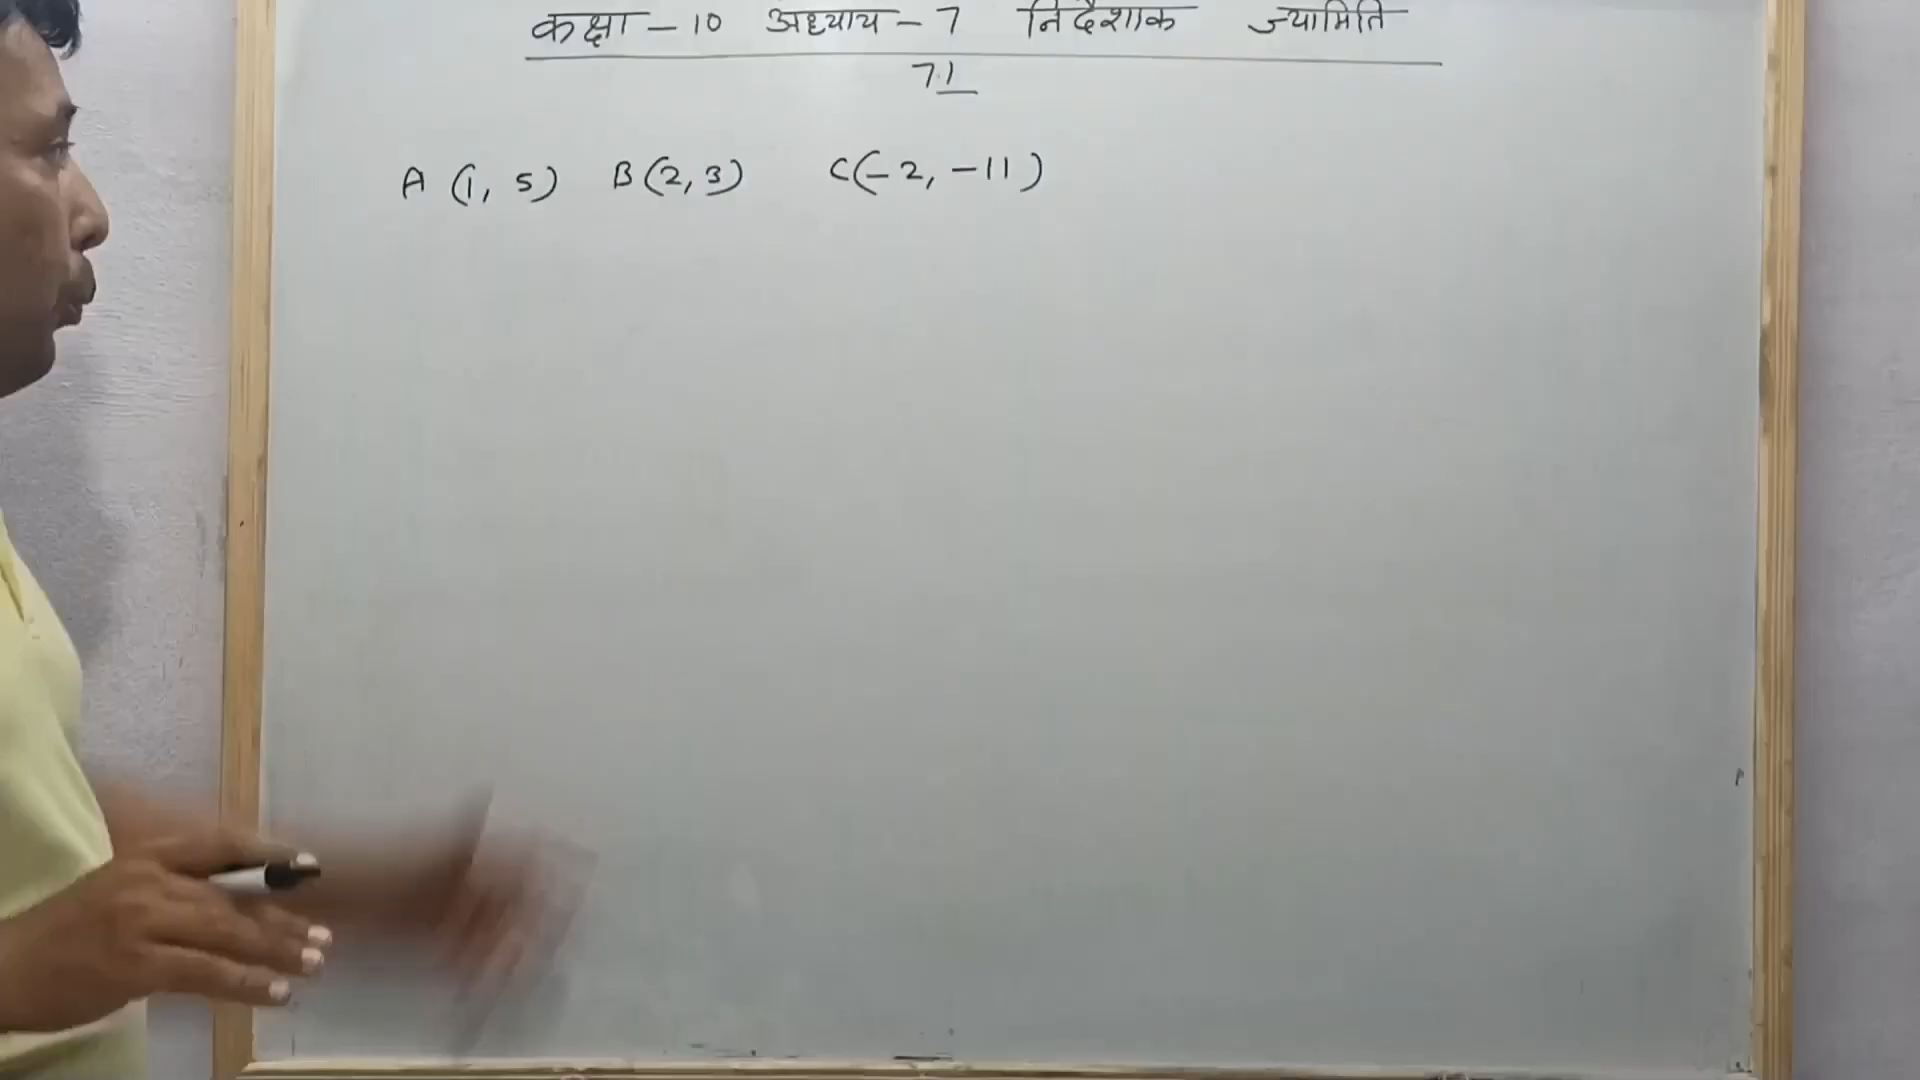 कक्षा - 10 अध्याय - 7 निर्देशांक ज्यामिति
7.1
A (1, 5) B (2, 3) C(-2, -11)